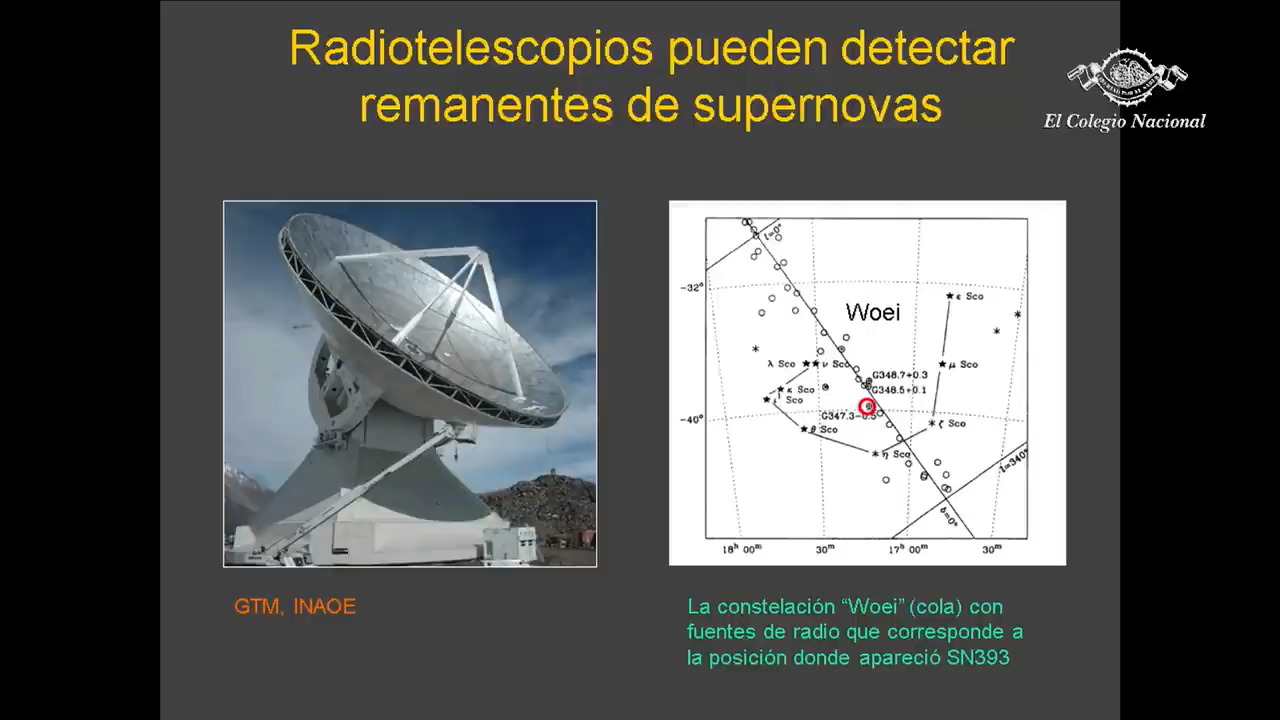 Radiotelescopios pueden detectar
remanentes de supernovas
El Colegio Nacional
l=0°
-32°
Woei
ε Sco
λ Sco
ν Sco
μ Sco
G348.7+0.3
κ Sco
G348.5+0.1
ι¹ Sco
G347.3-0.5
-40°
θ Sco
ζ Sco
η Sco
l=340°
b=0°
18ʰ 00ᵐ
30ᵐ
17ʰ 00ᵐ
30ᵐ
GTM, INAOE
La constelación “Woei” (cola) con
fuentes de radio que corresponde a
la posición donde apareció SN393